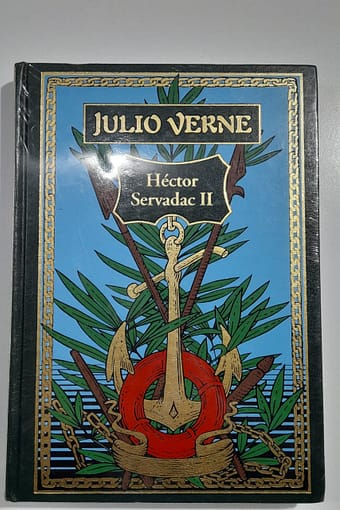 JULIO VERNE
Héctor
Servadac II